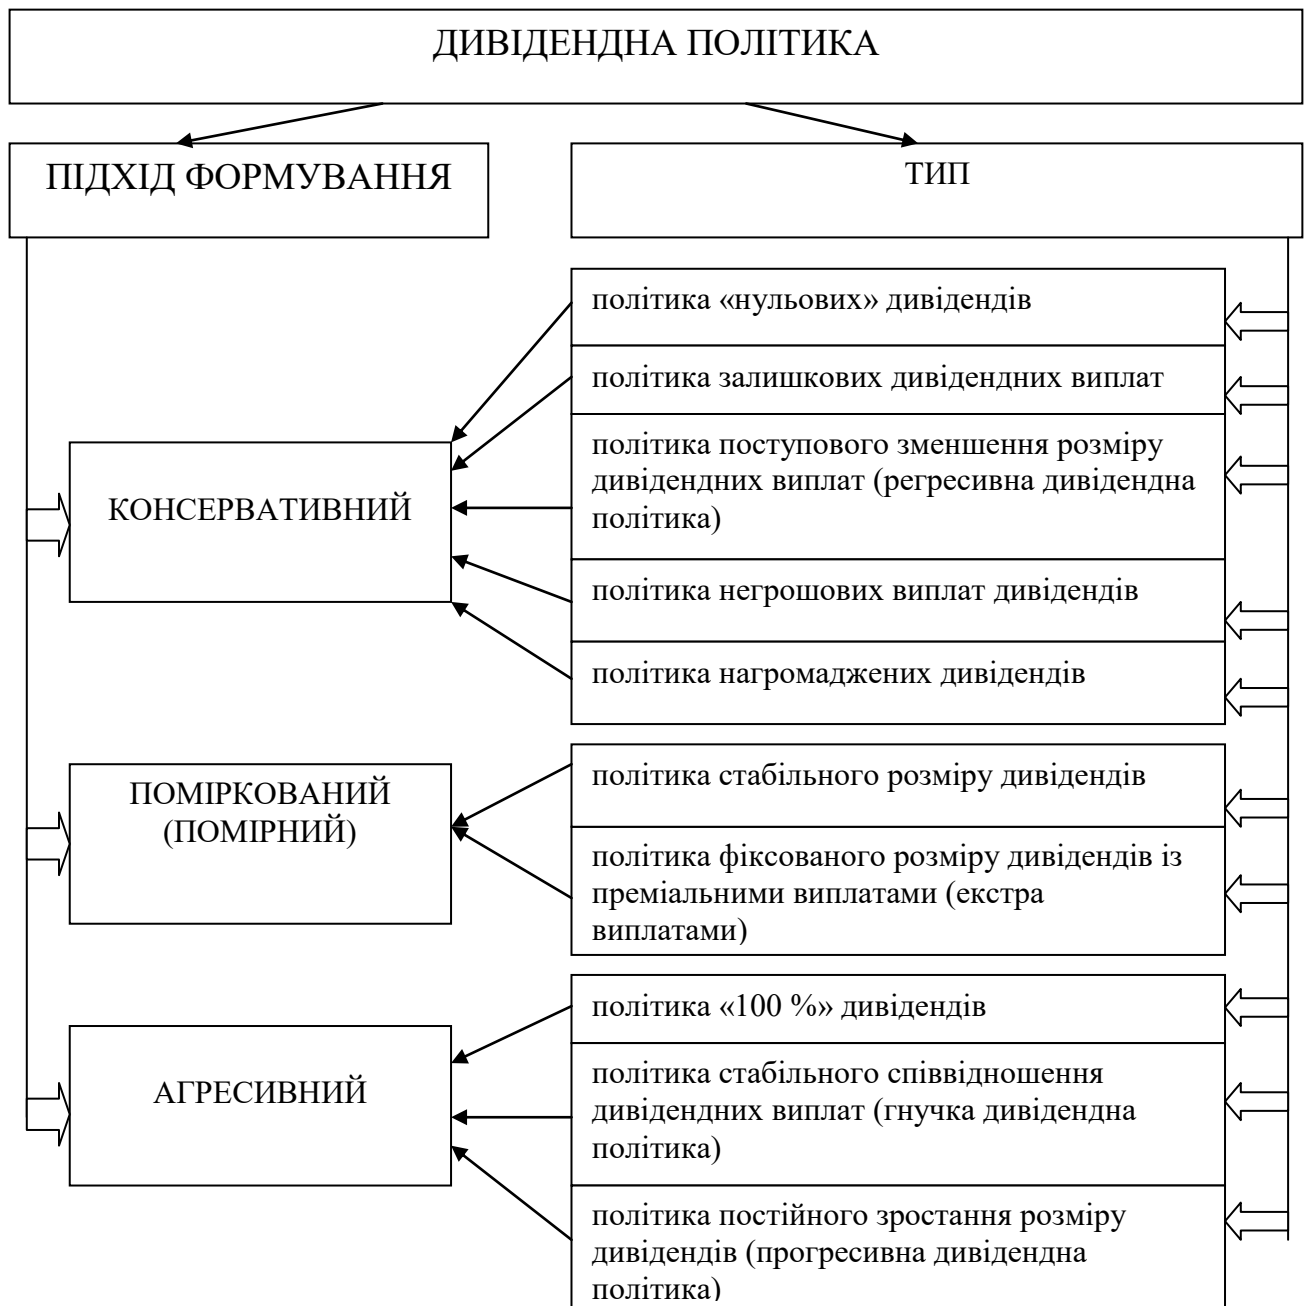 ДИВІДЕНДНА ПОЛІТИКА
ПІДХІД ФОРМУВАННЯ
ТИП
політика «нульових» дивідендів
політика залишкових дивідендних виплат
політика поступового зменшення розміру
дивідендних виплат (регресивна дивідендна
політика)
КОНСЕРВАТИВНИЙ
політика негрошових виплат дивідендів
політика нагромаджених дивідендів
ПОМІРКОВАНИЙ
(ПОМІРНИЙ)
політика стабільного розміру дивідендів
політика фіксованого розміру дивідендів із
преміальними виплатами (екстра
виплатами)
АГРЕСИВНИЙ
політика «100 %» дивідендів
політика стабільного співвідношення
дивідендних виплат (гнучка дивідендна
політика)
політика постійного зростання розміру
дивідендів (прогресивна дивідендна
політика)